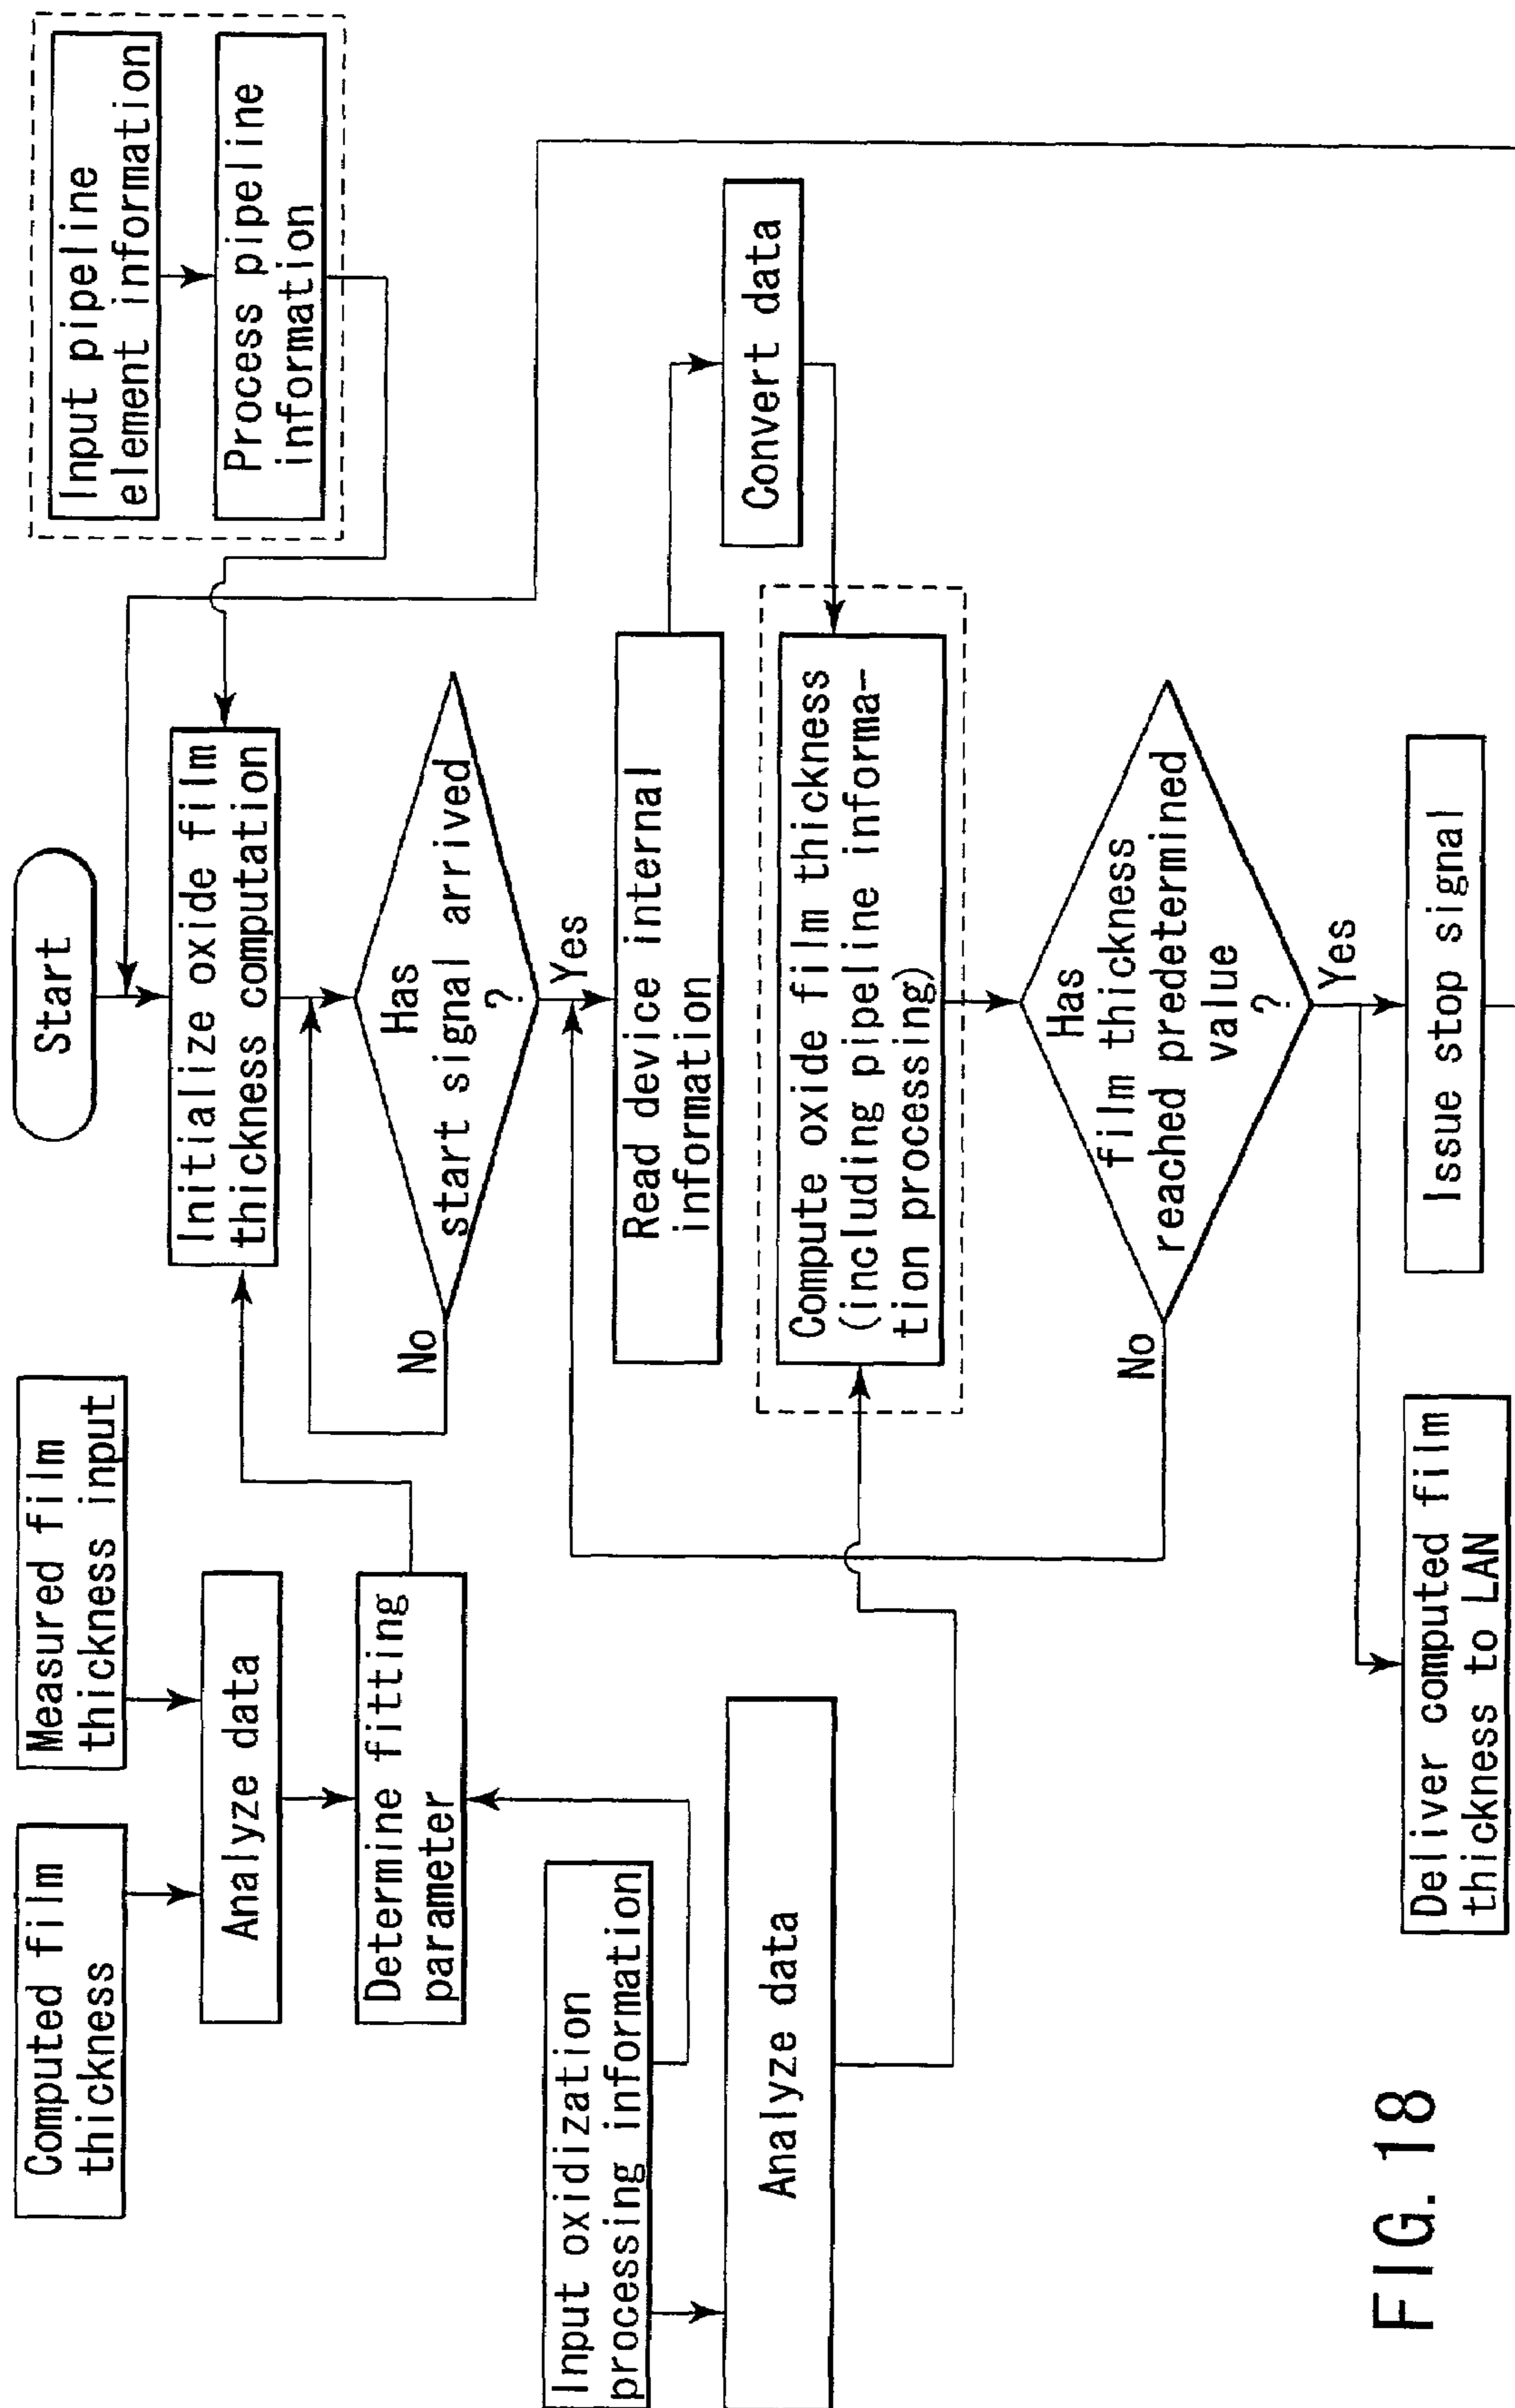 Computed film
thickness
Measured film
thickness input
Analyze data
Determine fitting
parameter
Input oxidization
processing information
Analyze data
Start
Initialize oxide film
thickness computation
Has
start signal arrived
?
No
Yes
Read device internal
information
Compute oxide film thickness
(including pipeline informa-
tion processing)
Has
film thickness
reached predetermined
value
?
No
Yes
Issue stop signal
Deliver computed film
thickness to LAN
Input pipeline
element information
Process pipeline
information
Convert data
FIG. 18